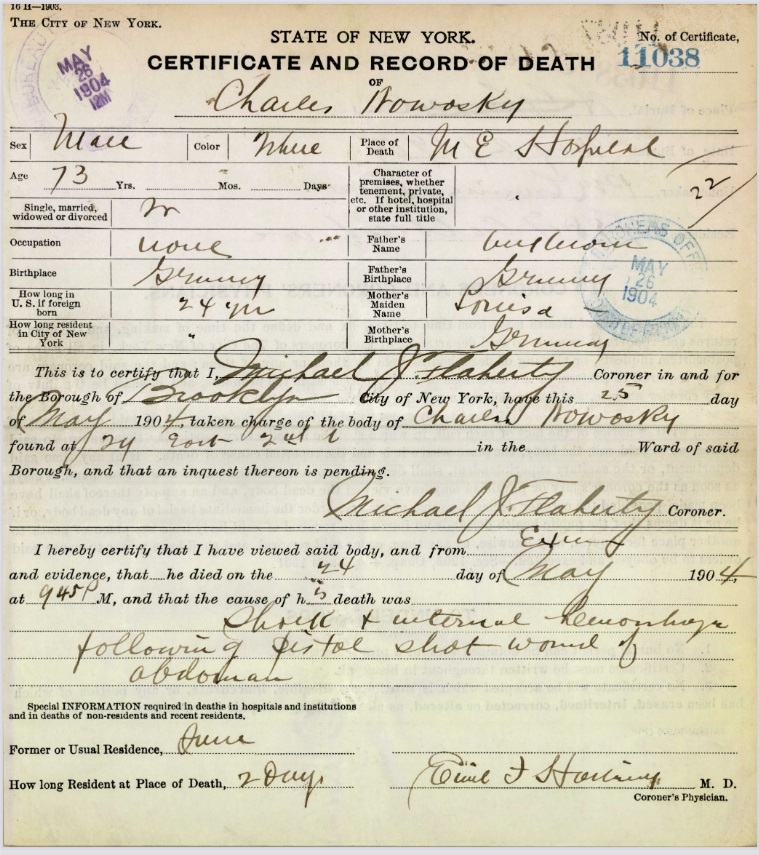 16 H—1903.
THE CITY OF NEW YORK.
STATE OF NEW YORK.
No. of Certificate,
CERTIFICATE AND RECORD OF DEATH
11038
OF
MAY
26
1904
12M
Charles Nowosky
Sex Male Color White Place of Death M E Hospital
Age 73 Yrs. Mos. Days
Character of premises, whether tenement, private, etc. If hotel, hospital or other institution, state full title
22
Single, married, widowed or divorced
Occupation none Father's Name unknown
Birthplace Germany Father's Birthplace Germany
How long in U. S. if foreign born 24 yrs Mother's Maiden Name Louisa
How long resident in City of New York " Mother's Birthplace Germany
CORONERS OFFICE
MAY
26
1904
This is to certify that I, Michael J. Flaherty Coroner in and for
the Borough of Brooklyn City of New York, have this 25 day
of May 1904, taken charge of the body of Charles Nowosky
found at 24 East in the Ward of said
Borough, and that an inquest thereon is pending.
Michael J. Flaherty Coroner.
I hereby certify that I have viewed said body, and from
and evidence, that he died on the 24 day of May 1904,
at 945 P M, and that the cause of h is death was
Shock & internal hemorrhage
following pistol shot wound of
abdoman
Special INFORMATION required in deaths in hospitals and institutions
and in deaths of non-residents and recent residents.
Former or Usual Residence,
How long Resident at Place of Death, 2 Days
M. D.
Coroner's Physician.